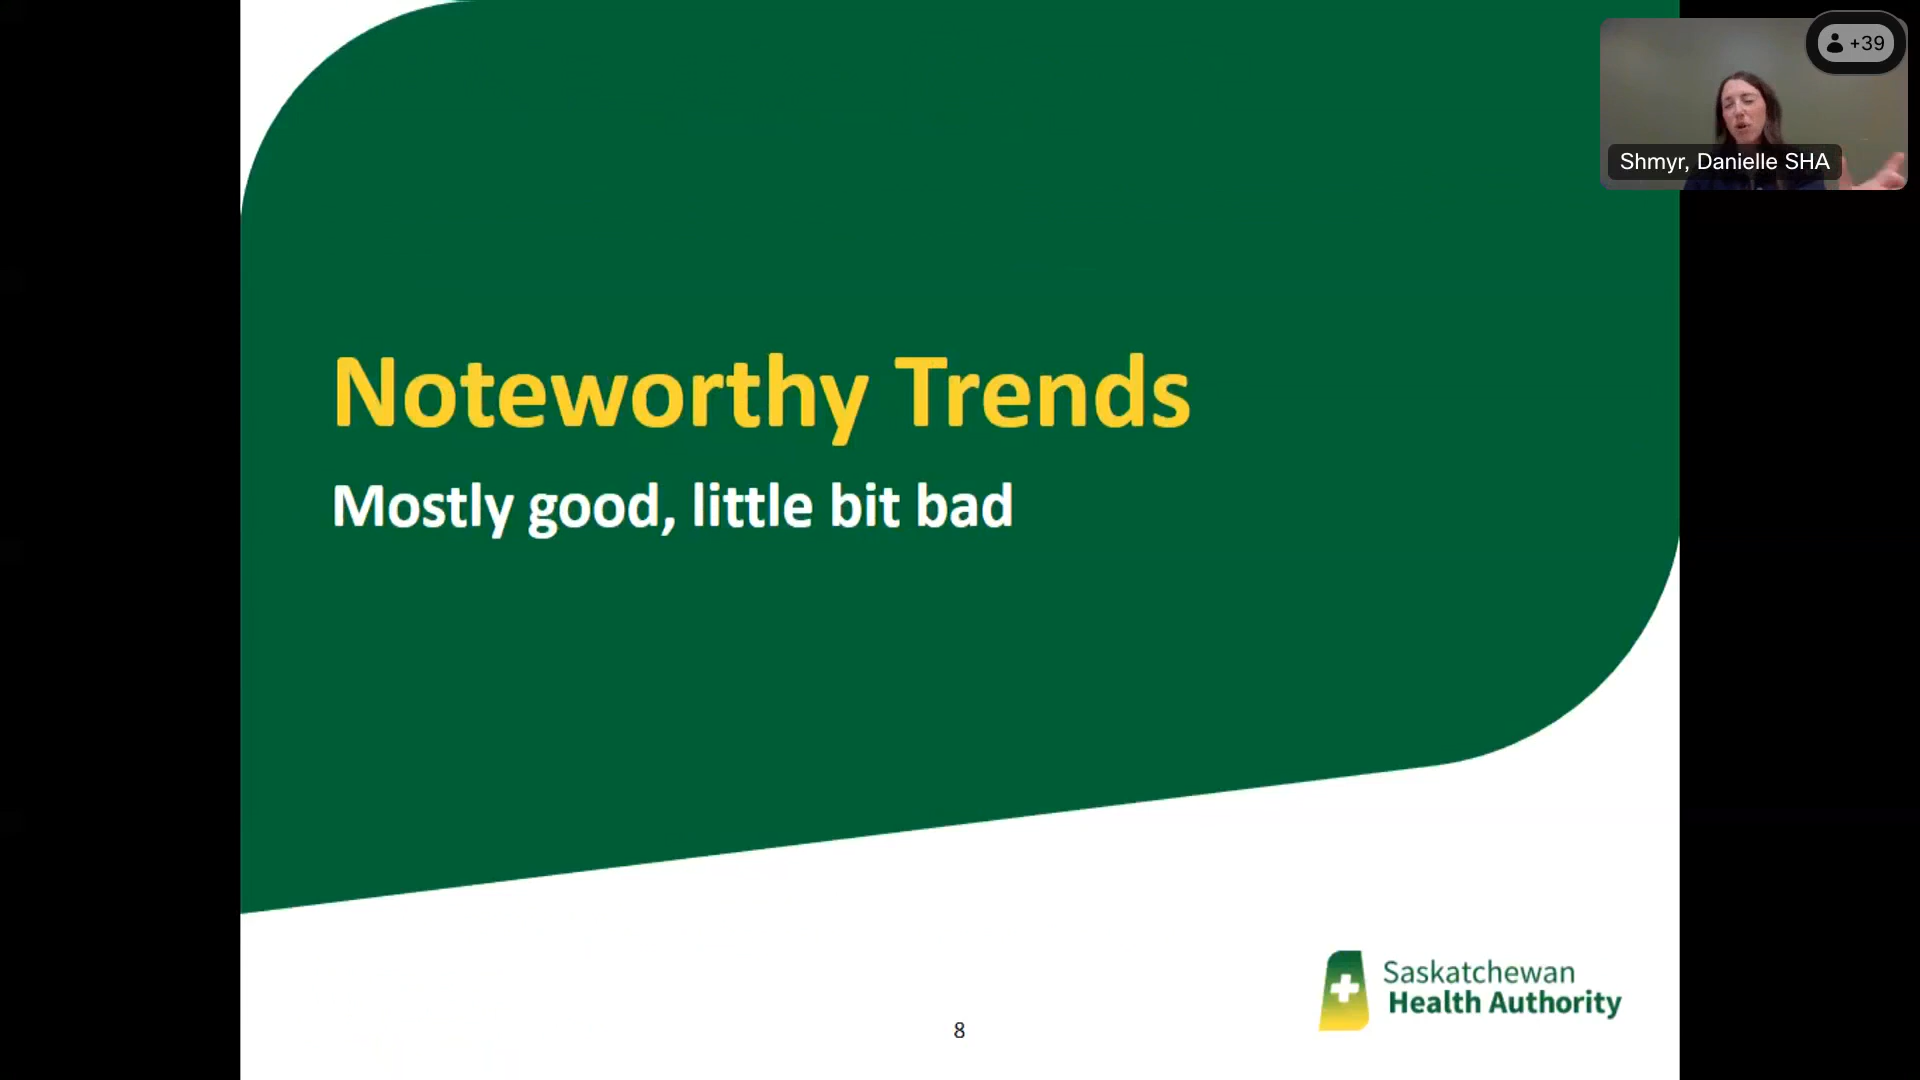 +39
Shmyr, Danielle SHA
Noteworthy Trends
Mostly good, little bit bad
Saskatchewan
Health Authority
8